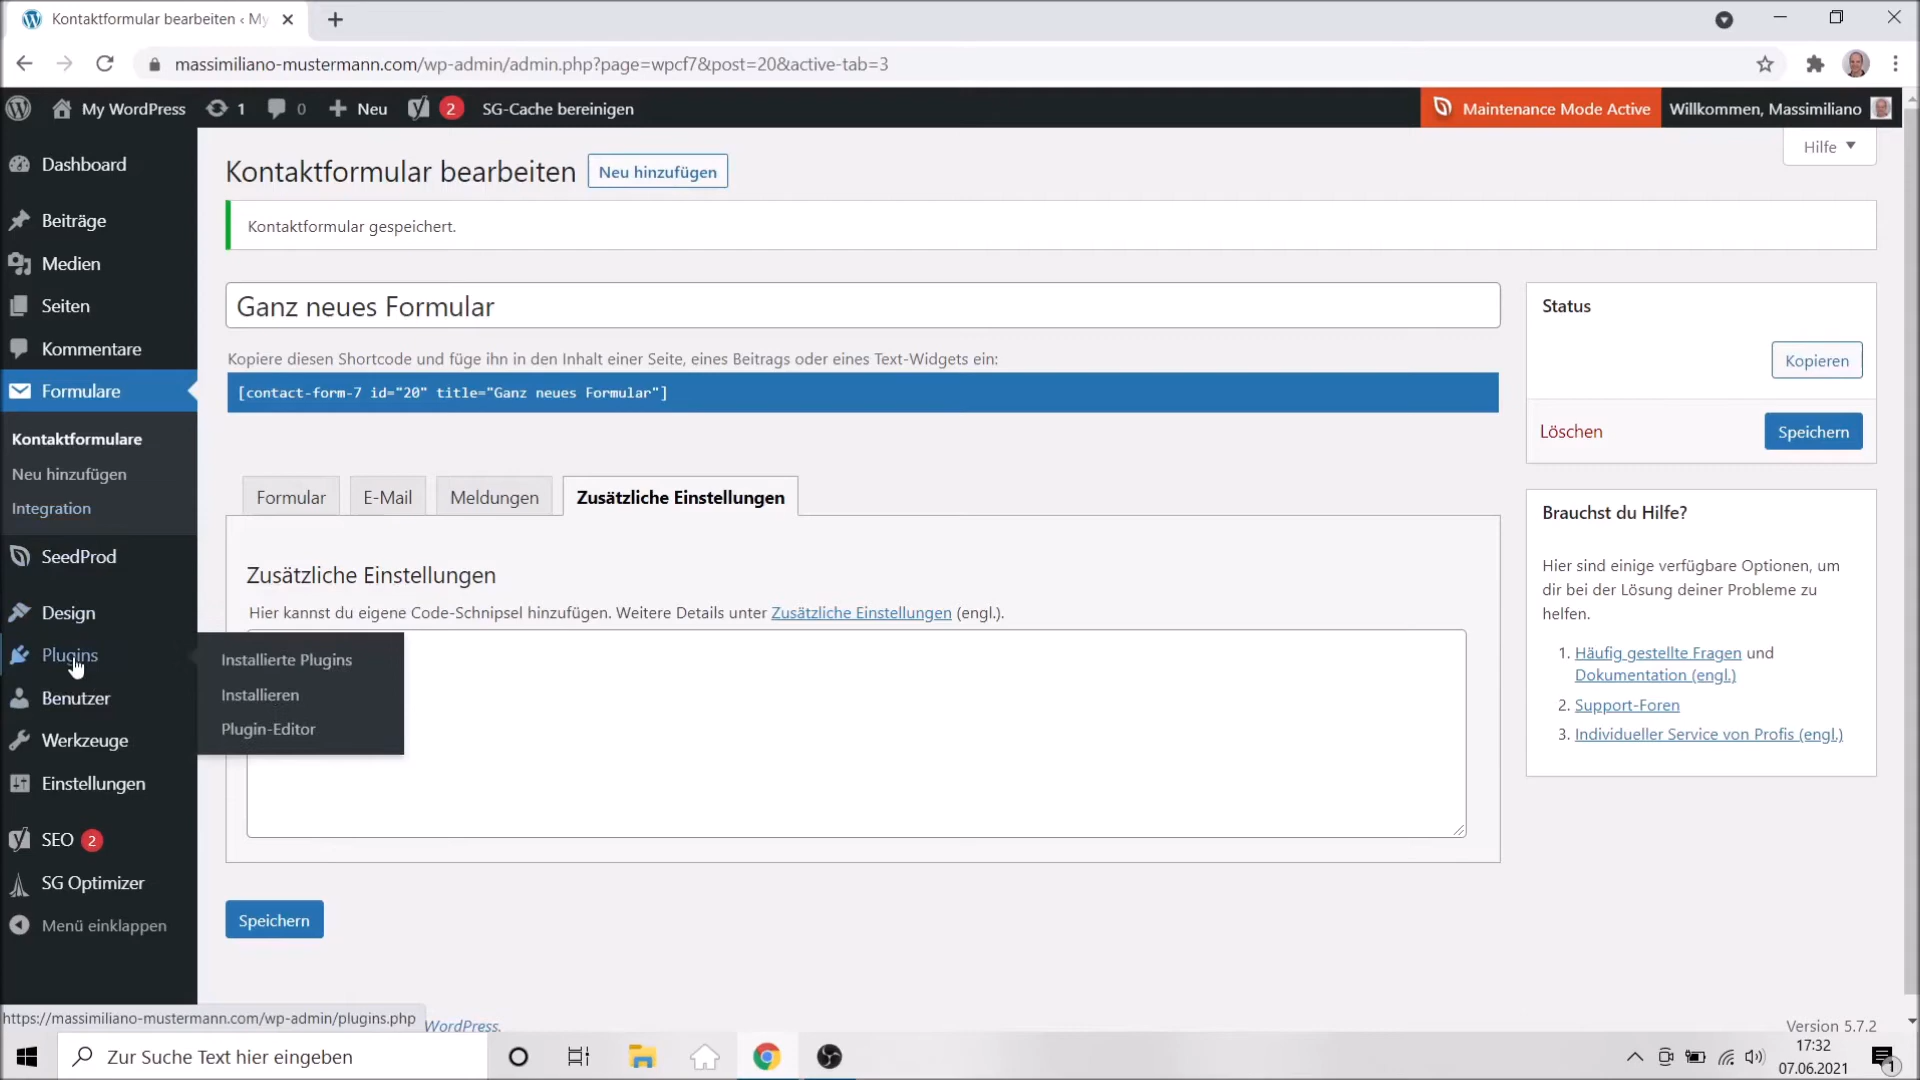 Kontaktformular bearbeiten ‹ My
massimiliano-mustermann.com/wp-admin/admin.php?page=wpcf7&post=20&active-tab=3
My WordPress
1
0
Neu
2
SG-Cache bereinigen
Maintenance Mode Active
Willkommen, Massimiliano
Dashboard
Beiträge
Medien
Seiten
Kommentare
Formulare
Kontaktformulare
Neu hinzufügen
Integration
SeedProd
Design
Plugins
Benutzer
Werkzeuge
Einstellungen
SEO 2
SG Optimizer
Menü einklappen
Installierte Plugins
Installieren
Plugin-Editor
Hilfe
Kontaktformular bearbeiten
Neu hinzufügen
Kontaktformular gespeichert.
Ganz neues Formular
Kopiere diesen Shortcode und füge ihn in den Inhalt einer Seite, eines Beitrags oder eines Text-Widgets ein:
[contact-form-7 id="20" title="Ganz neues Formular"]
Formular
E-Mail
Meldungen
Zusätzliche Einstellungen
Zusätzliche Einstellungen
Hier kannst du eigene Code-Schnipsel hinzufügen. Weitere Details unter Zusätzliche Einstellungen (engl.).
Speichern
Status
Kopieren
Löschen
Speichern
Brauchst du Hilfe?
Hier sind einige verfügbare Optionen, um
dir bei der Lösung deiner Probleme zu
helfen.
1. Häufig gestellte Fragen und
Dokumentation (engl.)
2. Support-Foren
3. Individueller Service von Profis (engl.)
https://massimiliano-mustermann.com/wp-admin/plugins.php
WordPress.
Version 5.7.2
Zur Suche Text hier eingeben
17:32
07.06.2021
1